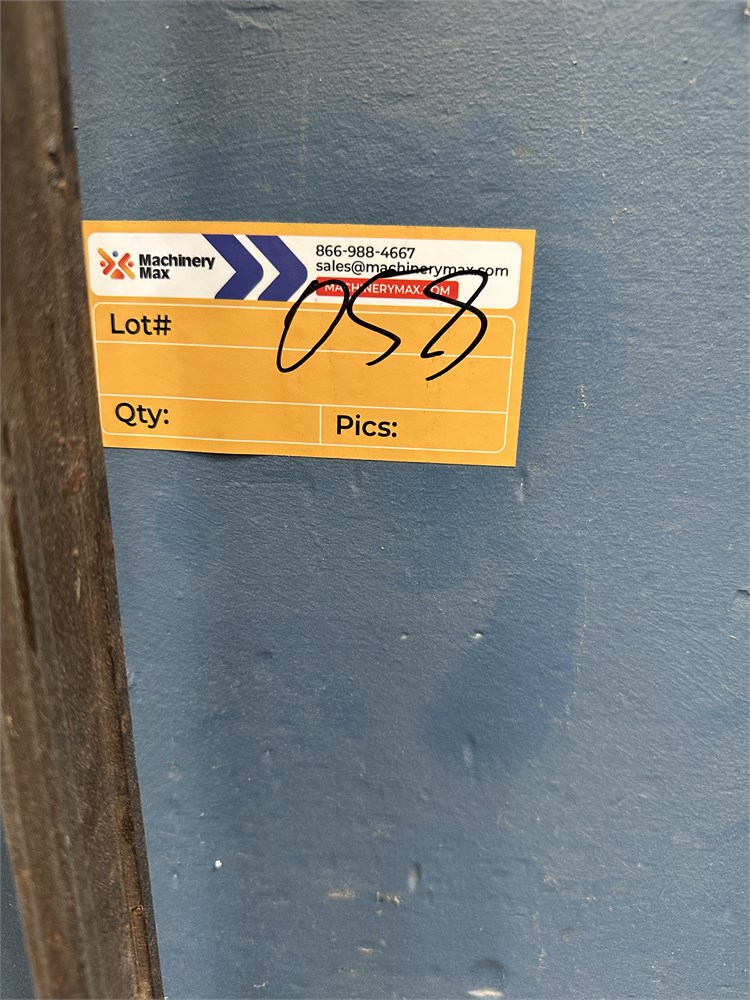 Machinery
Max
866-988-4667
sales@machinerymax.com
MACHINERYMAX.COM
Lot# 058
Qty:
Pics: